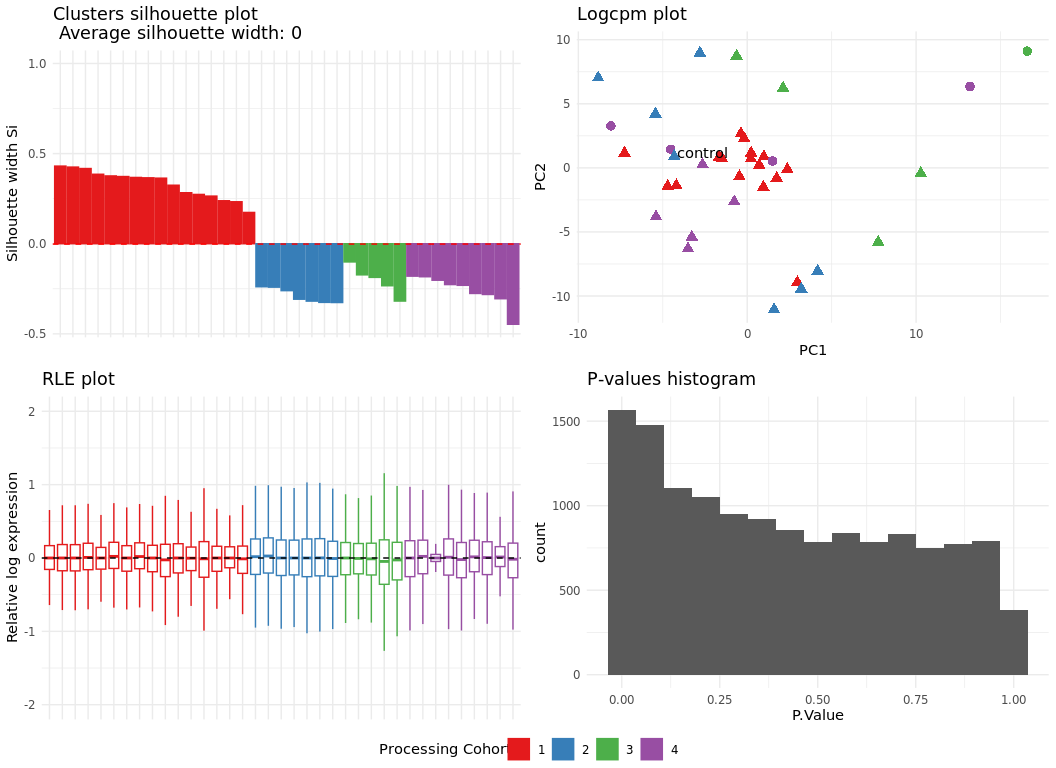 Clusters silhouette plot
Average silhouette width: 0
1.0
0.5
0.0
-0.5
Silhouette width Si
Logcpm plot
10
5
0
-5
-10
PC2
control
-10
0
10
PC1
RLE plot
2
1
0
-1
-2
Relative log expression
P-values histogram
1500
1000
500
0
count
0.00
0.25
0.50
0.75
1.00
P.Value
Processing Cohort 1 2 3 4